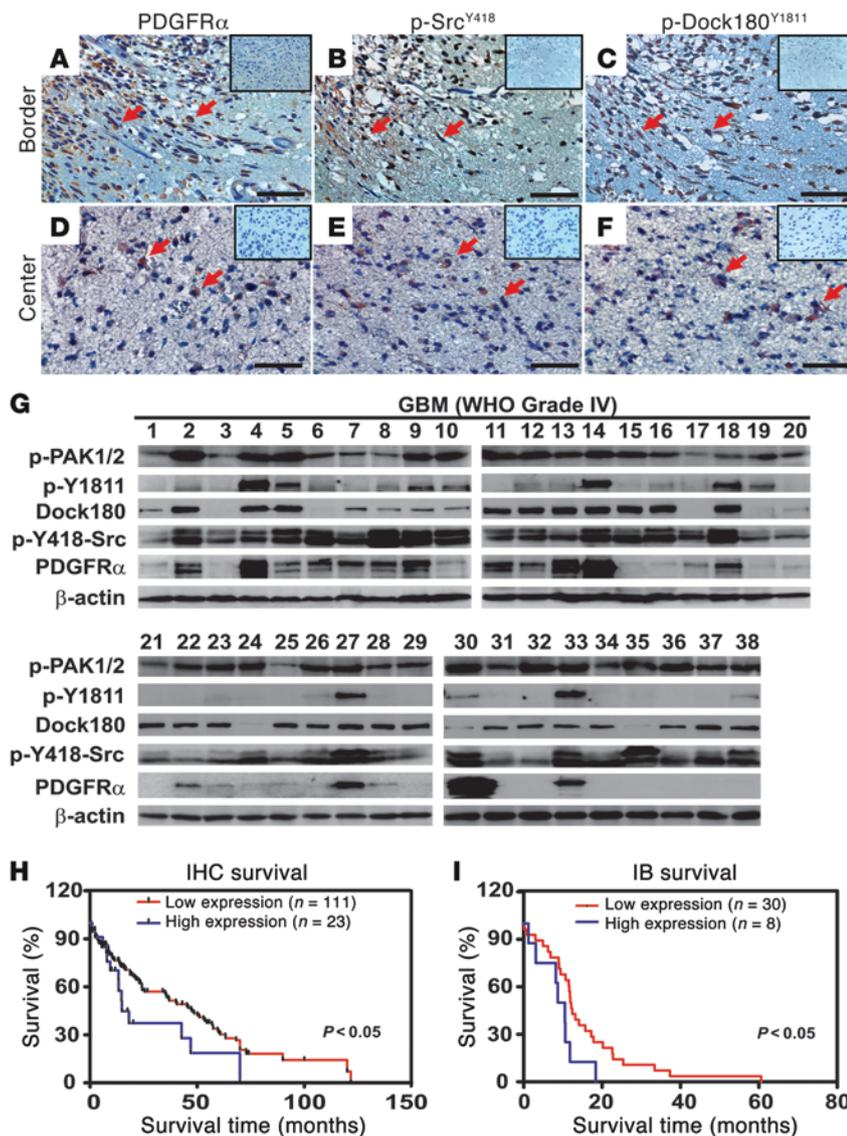 PDGFRα p-Src^Y418 p-Dock180^Y1811
Border
A B C
Center
D E F
G
GBM (WHO Grade IV)
1 2 3 4 5 6 7 8 9 10 11 12 13 14 15 16 17 18 19 20
p-PAK1/2
p-Y1811
Dock180
p-Y418-Src
PDGFRα
β-actin
21 22 23 24 25 26 27 28 29 30 31 32 33 34 35 36 37 38
p-PAK1/2
p-Y1811
Dock180
p-Y418-Src
PDGFRα
β-actin
H
IHC survival
Survival (%)
120
90
60
30
0
Low expression (n = 111)
High expression (n = 23)
P < 0.05
0 50 100 150
Survival time (months)
I
IB survival
Survival (%)
120
90
60
30
0
Low expression (n = 30)
High expression (n = 8)
P < 0.05
0 20 40 60 80
Survival time (months)